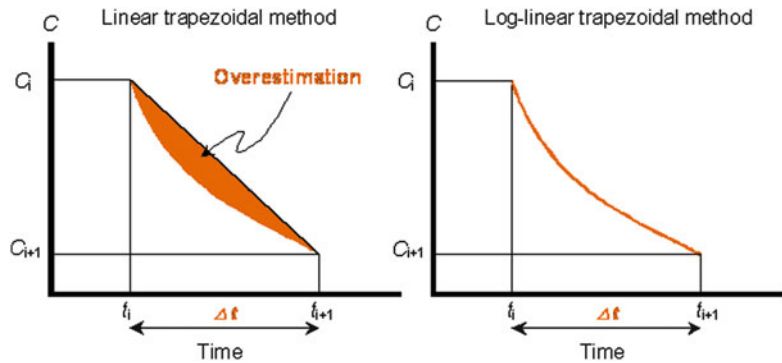 C Linear trapezoidal method
Overestimation
Ci
Ci+1
ti Δt ti+1
Time
C Log-linear trapezoidal method
Ci
Ci+1
ti Δt ti+1
Time